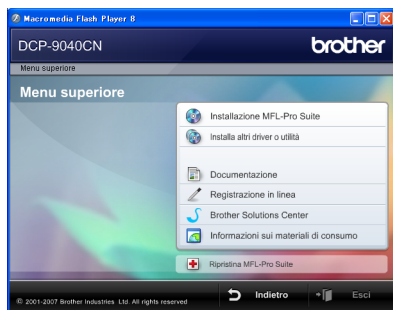 Macromedia Flash Player 8
DCP-9040CN
brother
Menu superiore
Menu superiore
Installazione MFL-Pro Suite
Installa altri driver o utilità
Documentazione
Registrazione in linea
Brother Solutions Center
Informazioni sui materiali di consumo
Ripristina MFL-Pro Suite
© 2001-2007 Brother Industries Ltd. All rights reserved
Indietro
Esci